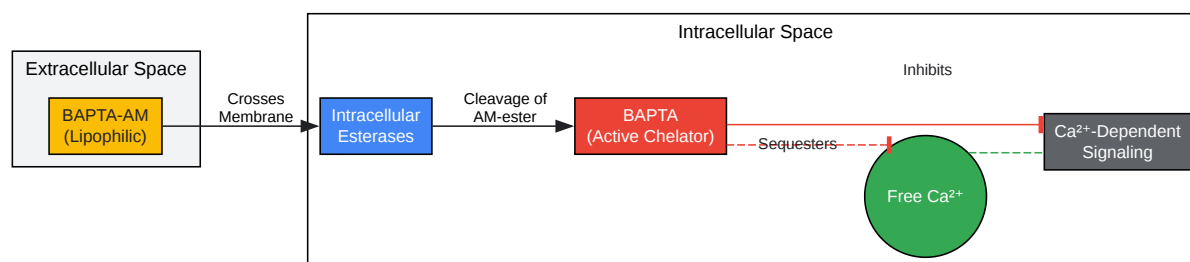 Intracellular Space
Extracellular Space
BAPTA-AM
(Lipophilic)
Crosses
Membrane
Intracellular
Esterases
Cleavage of
AM-ester
BAPTA
(Active Chelator)
Inhibits
Sequesters
Free Ca²⁺
Ca²⁺-Dependent
Signaling